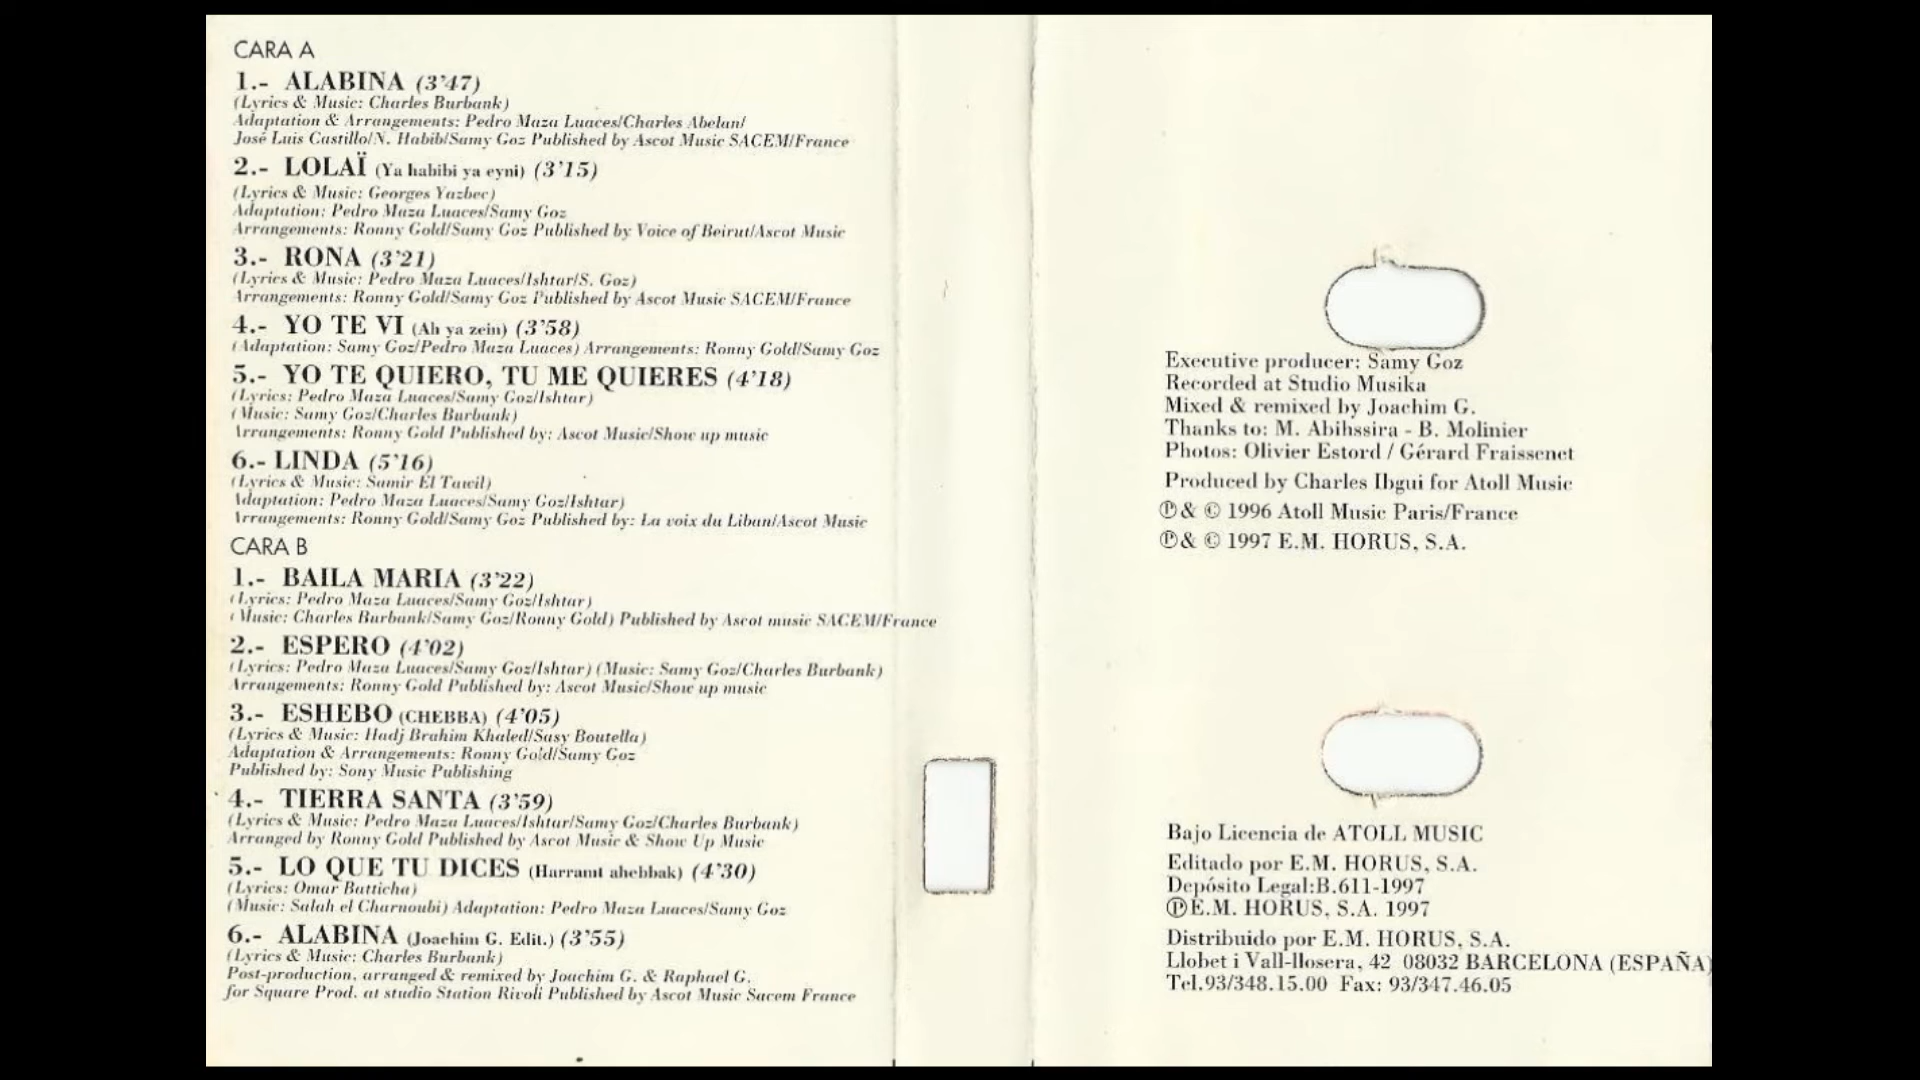 CARA A
1.- ALABINA (3'47)
(Lyrics & Music: Charles Burbank)
Adaptation & Arrangements: Pedro Maza Luaces/Charles Abelan/
José Luis Castillo/N. Habib/Samy Goz Published by Ascot Music SACEM/France
2.- LOLAÏ (Ya habibi ya eyni) (3'15)
(Lyrics & Music: Georges Yazbec)
Adaptation: Pedro Maza Luaces/Samy Goz
Arrangements: Ronny Gold/Samy Goz Published by Voice of Beirut/Ascot Music
3.- RONA (3'21)
(Lyrics & Music: Pedro Maza Luaces/Ishtar/S. Goz)
Arrangements: Ronny Gold/Samy Goz Published by Ascot Music SACEM/France
4.- YO TE VI (Ah ya zein) (3'58)
(Adaptation: Samy Goz/Pedro Maza Luaces) Arrangements: Ronny Gold/Samy Goz
5.- YO TE QUIERO, TU ME QUIERES (4'18)
(Lyrics: Pedro Maza Luaces/Samy Goz/Ishtar)
(Music: Samy Goz/Charles Burbank)
Arrangements: Ronny Gold Published by: Ascot Music/Show up music
6.- LINDA (5'16)
(Lyrics & Music: Samir El Tawil)
Adaptation: Pedro Maza Luaces/Samy Goz/Ishtar)
Arrangements: Ronny Gold/Samy Goz Published by: La voix du Liban/Ascot Music
CARA B
1.- BAILA MARIA (3'22)
(Lyrics: Pedro Maza Luaces/Samy Goz/Ishtar)
(Music: Charles Burbank/Samy Goz/Ronny Gold) Published by Ascot music SACEM/France
2.- ESPERO (4'02)
(Lyrics: Pedro Maza Luaces/Samy Goz/Ishtar) (Music: Samy Goz/Charles Burbank)
Arrangements: Ronny Gold Published by: Ascot Music/Show up music
3.- ESHEBO (CHEBBA) (4'05)
(Lyrics & Music: Hadj Brahim Khaled/Sasy Boutella)
Adaptation & Arrangements: Ronny Gold/Samy Goz
Published by: Sony Music Publishing
4.- TIERRA SANTA (3'59)
(Lyrics & Music: Pedro Maza Luaces/Ishtar/Samy Goz/Charles Burbank)
Arranged by Ronny Gold Published by Ascot Music & Show Up Music
5.- LO QUE TU DICES (Harramt ahebbak) (4'30)
(Lyrics: Omar Batticha)
(Music: Salah el Charnoubi) Adaptation: Pedro Maza Luaces/Samy Goz
6.- ALABINA (Joachim G. Edit.) (3'55)
(Lyrics & Music: Charles Burbank)
Post-production, arranged & remixed by Joachim G. & Raphael G.
for Square Prod. at studio Station Rivoli Published by Ascot Music Sacem France
Executive producer: Samy Goz
Recorded at Studio Musika
Mixed & remixed by Joachim G.
Thanks to: M. Abihssira - B. Molinier
Photos: Olivier Estord / Gérard Fraissenet
Produced by Charles Ibgui for Atoll Music
℗ & © 1996 Atoll Music Paris/France
℗ & © 1997 E.M. HORUS, S.A.
Bajo Licencia de ATOLL MUSIC
Editado por E.M. HORUS, S.A.
Depósito Legal:B.611-1997
℗ E.M. HORUS, S.A. 1997
Distribuido por E.M. HORUS, S.A.
Llobet i Vall-llosera, 42 08032 BARCELONA (ESPAÑA)
Tel.93/348.15.00 Fax: 93/347.46.05